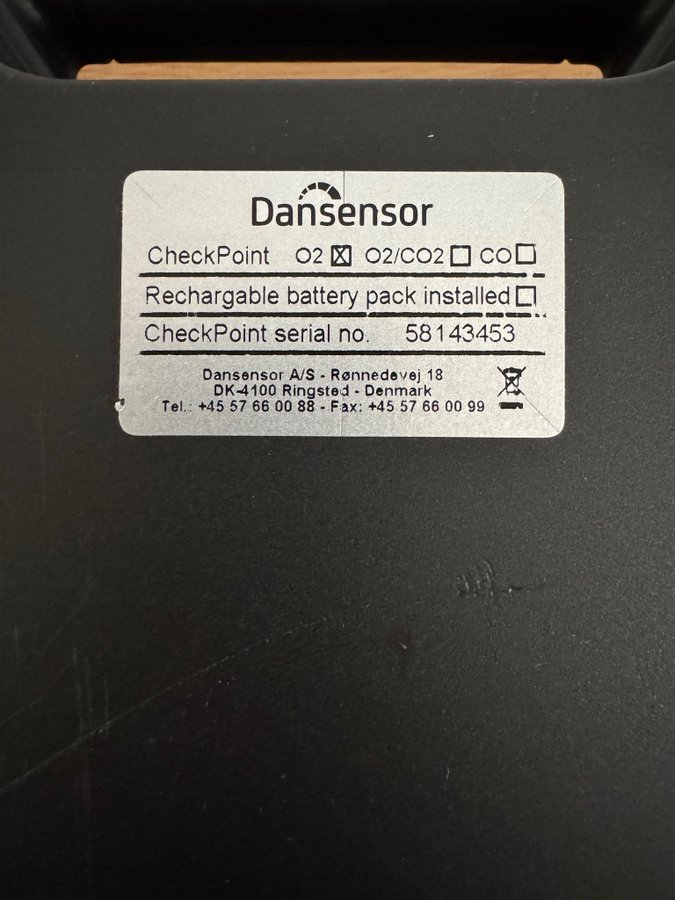 Dansensor
CheckPoint O2 ☒ O2/CO2 ☐ CO ☐
Rechargable battery pack installed ☐
CheckPoint serial no. 58143453
Dansensor A/S - Rønnedevej 18
DK-4100 Ringsted - Denmark
Tel.: +45 57 66 00 88 - Fax: +45 57 66 00 99